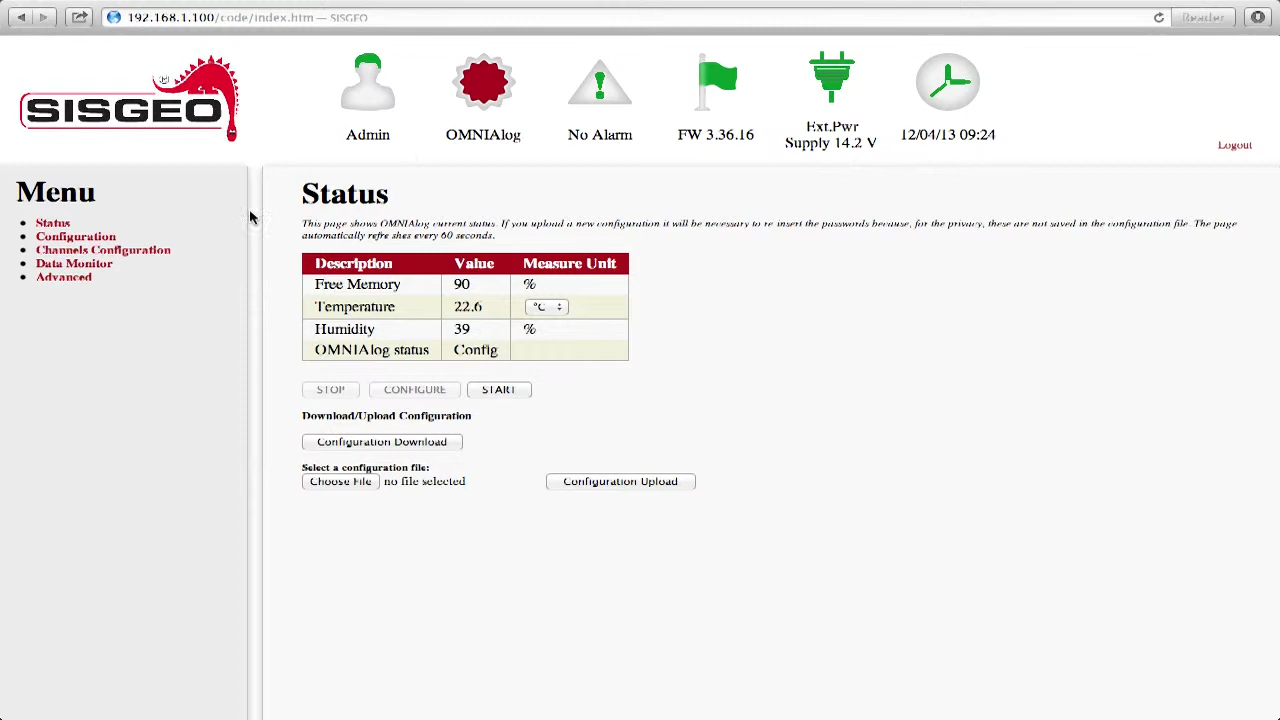 192.168.1.100/code/index.htm — SISGEO
Reader
SISGEO
Admin
OMNIAlog
No Alarm
FW 3.36.16
Ext.Pwr
Supply 14.2 V
12/04/13 09:24
Logout
Menu
Status
Configuration
Channels Configuration
Data Monitor
Advanced
Status
This page shows OMNIAlog current status. If you upload a new configuration it will be necessary to re insert the passwords because, for the privacy, these are not saved in the configuration file. The page
automatically refre shes every 60 seconds.
Description Value Measure Unit
Free Memory 90 %
Temperature 22.6 °C
Humidity 39 %
OMNIAlog status Config
STOP CONFIGURE START
Download/Upload Configuration
Configuration Download
Select a configuration file:
Choose File no file selected Configuration Upload